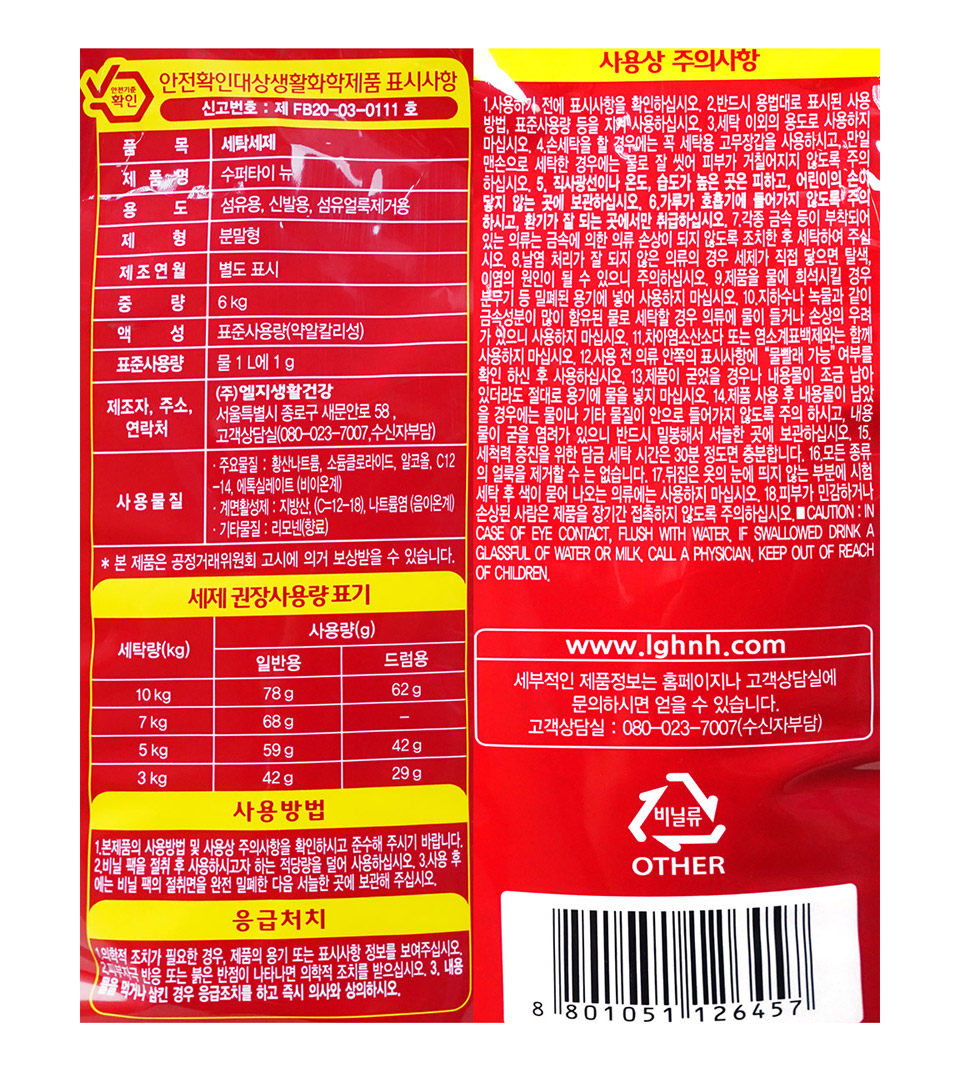 안전기준
확인
안전확인대상생활화학제품 표시사항
신고번호 : 제 FB20-03-0111 호
품 목 세탁세제
제 품 명 수퍼타이 뉴
용 도 섬유용, 신발용, 섬유얼룩제거용
제 형 분말형
제조연월 별도 표시
중 량 6 kg
액 성 표준사용량(약알칼리성)
표준사용량 물 1 L에 1 g
제조자, 주소, 연락처
(주)엘지생활건강
서울특별시 종로구 새문안로 58 ,
고객상담실(080-023-7007,수신자부담)
사용물질
· 주요물질 : 황산나트륨, 소듐클로라이드, 알코올, C12
-14, 에톡실레이트 (비이온계)
· 계면활성제 : 지방산, (C=12-18), 나트륨염 (음이온계)
· 기타물질 : 리모넨(향료)
* 본 제품은 공정거래위원회 고시에 의거 보상받을 수 있습니다.
세제 권장사용량 표기
세탁량(kg) 사용량(g)
일반용 드럼용
10 kg 78 g 62 g
7 kg 68 g –
5 kg 59 g 42 g
3 kg 42 g 29 g
사용방법
1.본제품의 사용방법 및 사용상 주의사항을 확인하시고 준수해 주시기 바랍니다.
2.비닐 팩을 절취 후 사용하시고자 하는 적당량을 덜어 사용하십시오. 3.사용 후
에는 비닐 팩의 절취면을 완전 밀폐한 다음 서늘한 곳에 보관해 주십시오.
응급처치
1.의학적 조치가 필요한 경우, 제품의 용기 또는 표시사항 정보를 보여주십시오.
2.피부자극 반응 또는 붉은 반점이 나타나면 의학적 조치를 받으십시오. 3. 내용
물을 먹거나 삼킨 경우 응급조치를 하고 즉시 의사와 상의하시오.
사용상 주의사항
1.사용하기 전에 표시사항을 확인하십시오. 2.반드시 용법대로 표시된 사용
방법, 표준사용량 등을 지켜 사용하십시오. 3.세탁 이외의 용도로 사용하지
마십시오. 4.손세탁을 할 경우에는 꼭 세탁용 고무장갑을 사용하시고, 만일
맨손으로 세탁한 경우에는 물로 잘 씻어 피부가 거칠어지지 않도록 주의
하십시오. 5. 직사광선이나 온도, 습도가 높은 곳은 피하고, 어린이의 손이
닿지 않는 곳에 보관하십시오. 6.가루가 호흡기에 들어가지 않도록 주의
하시고, 환기가 잘 되는 곳에서만 취급하십시오. 7.각종 금속 등이 부착되어
있는 의류는 금속에 의한 의류 손상이 되지 않도록 조치한 후 세탁하여 주십
시오. 8.날염 처리가 잘 되지 않은 의류의 경우 세제가 직접 닿으면 탈색,
이염의 원인이 될 수 있으니 주의하십시오. 9.제품을 물에 희석시킬 경우
분무기 등 밀폐된 용기에 넣어 사용하지 마십시오. 10.지하수나 녹물과 같이
금속성분이 많이 함유된 물로 세탁할 경우 의류에 물이 들거나 손상의 우려
가 있으니 사용하지 마십시오. 11.차아염소산소다 또는 염소계표백제와는 함께
사용하지 마십시오. 12.사용 전 의류 안쪽의 표시사항에 "물빨래 가능" 여부를
확인 하신 후 사용하십시오. 13.제품이 굳었을 경우나 내용물이 조금 남아
있더라도 절대로 용기에 물을 넣지 마십시오. 14.제품 사용 후 내용물이 남았
을 경우에는 물이나 기타 물질이 안으로 들어가지 않도록 주의 하시고, 내용
물이 굳을 염려가 있으니 반드시 밀봉해서 서늘한 곳에 보관하십시오. 15.
세척력 증진을 위한 담금 세탁 시간은 30분 정도면 충분합니다. 16.모든 종류
의 얼룩을 제거할 수 는 없습니다. 17.뒤집은 옷의 눈에 띄지 않는 부분에 시험
세탁 후 색이 묻어 나오는 의류에는 사용하지 마십시오. 18.피부가 민감하거나
손상된 사람은 제품을 장기간 접촉하지 않도록 주의하십시오. ■ CAUTION : IN
CASE OF EYE CONTACT, FLUSH WITH WATER. IF SWALLOWED DRINK A
GLASSFUL OF WATER OR MILK. CALL A PHYSICIAN. KEEP OUT OF REACH
OF CHILDREN.
www.lghnh.com
세부적인 제품정보는 홈페이지나 고객상담실에
문의하시면 얻을 수 있습니다.
고객상담실 : 080-023-7007(수신자부담)
비닐류
OTHER
8 801051 126457